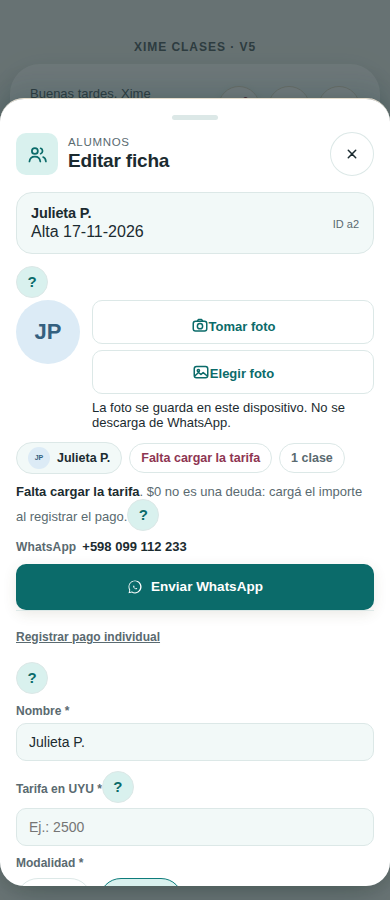 XIME CLASES · V5
Buenas tardes, Xime
ALUMNOS
Editar ficha
Julieta P.
Alta 17-11-2026
ID a2
?
JP
Tomar foto
Elegir foto
La foto se guarda en este dispositivo. No se
descarga de WhatsApp.
JP Julieta P.
Falta cargar la tarifa
1 clase
Falta cargar la tarifa. $0 no es una deuda: cargá el importe
al registrar el pago. ?
WhatsApp +598 099 112 233
Enviar WhatsApp
Registrar pago individual
?
Nombre *
Julieta P.
Tarifa en UYU * ?
Ej.: 2500
Modalidad *